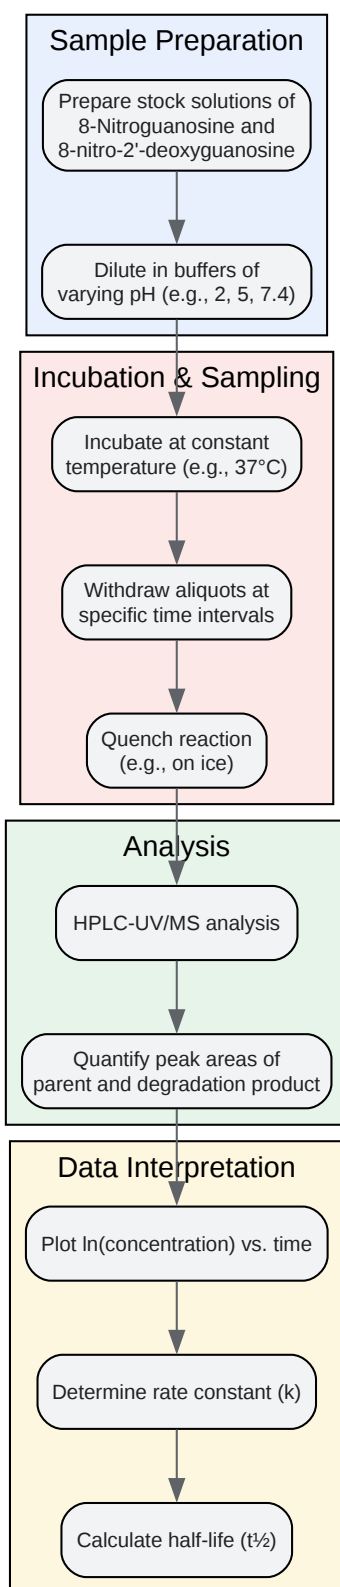 Sample Preparation
Prepare stock solutions of
8-Nitroguanosine and
8-nitro-2'-deoxyguanosine
Dilute in buffers of
varying pH (e.g., 2, 5, 7.4)
Incubation & Sampling
Incubate at constant
temperature (e.g., 37°C)
Withdraw aliquots at
specific time intervals
Quench reaction
(e.g., on ice)
Analysis
HPLC-UV/MS analysis
Quantify peak areas of
parent and degradation product
Data Interpretation
Plot ln(concentration) vs. time
Determine rate constant (k)
Calculate half-life (t½)